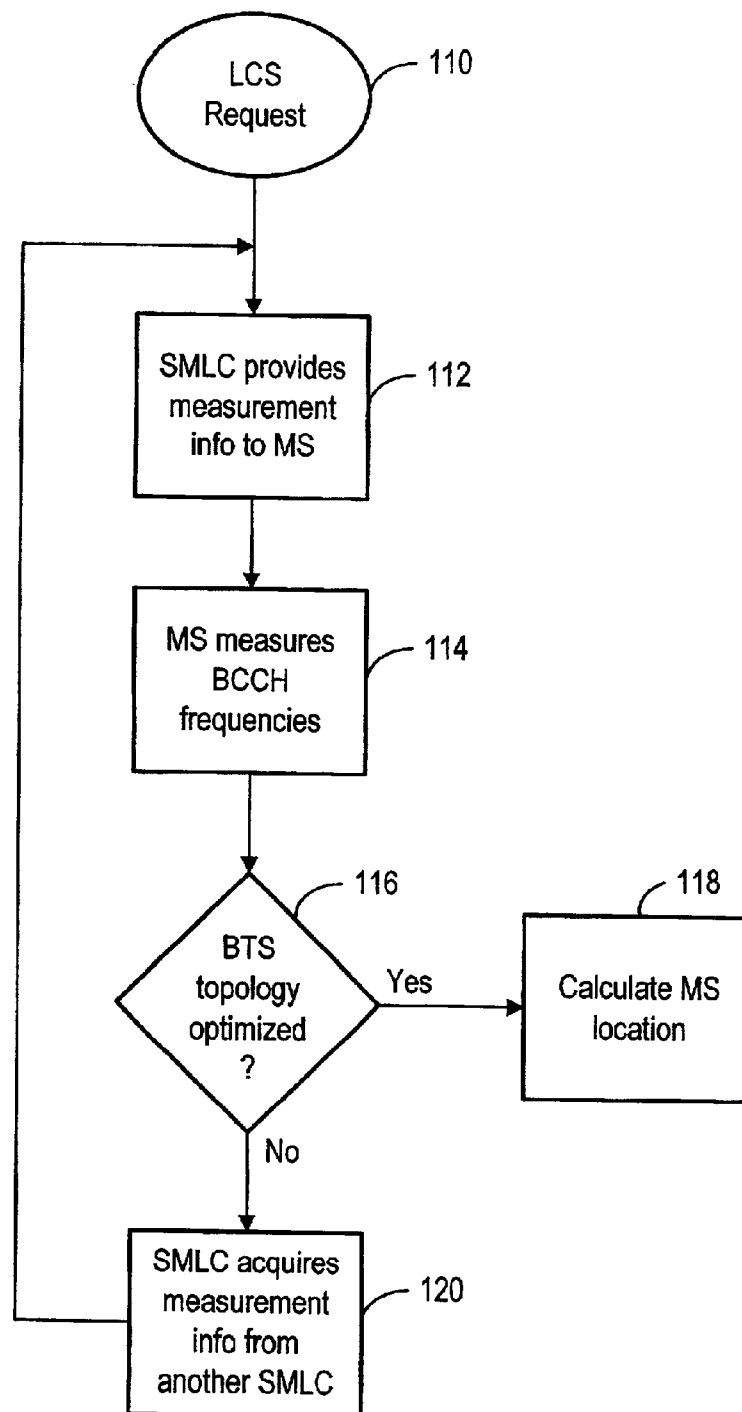 LCS
Request
110
SMLC provides
measurement
info to MS
112
MS measures
BCCH
frequencies
114
116
BTS
topology
optimized
?
Yes
118
Calculate MS
location
No
SMLC acquires
measurement
info from
another SMLC
120